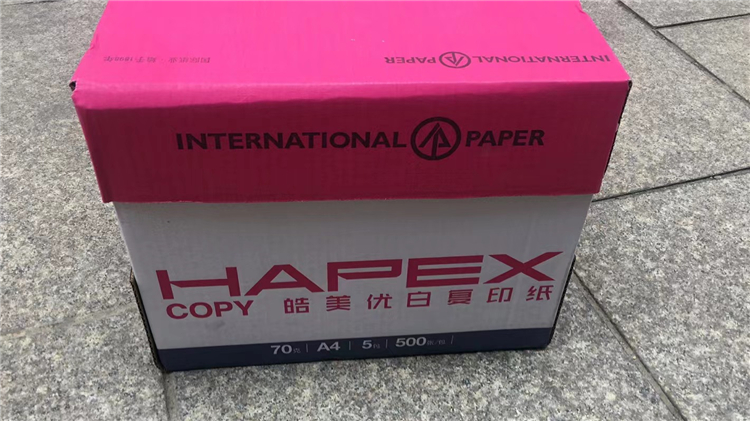 INTERNATIONAL PAPER
INTERNATIONAL PAPER
HAPEX
COPY 皓美优白复印纸
70克 A4 5包 500张/包